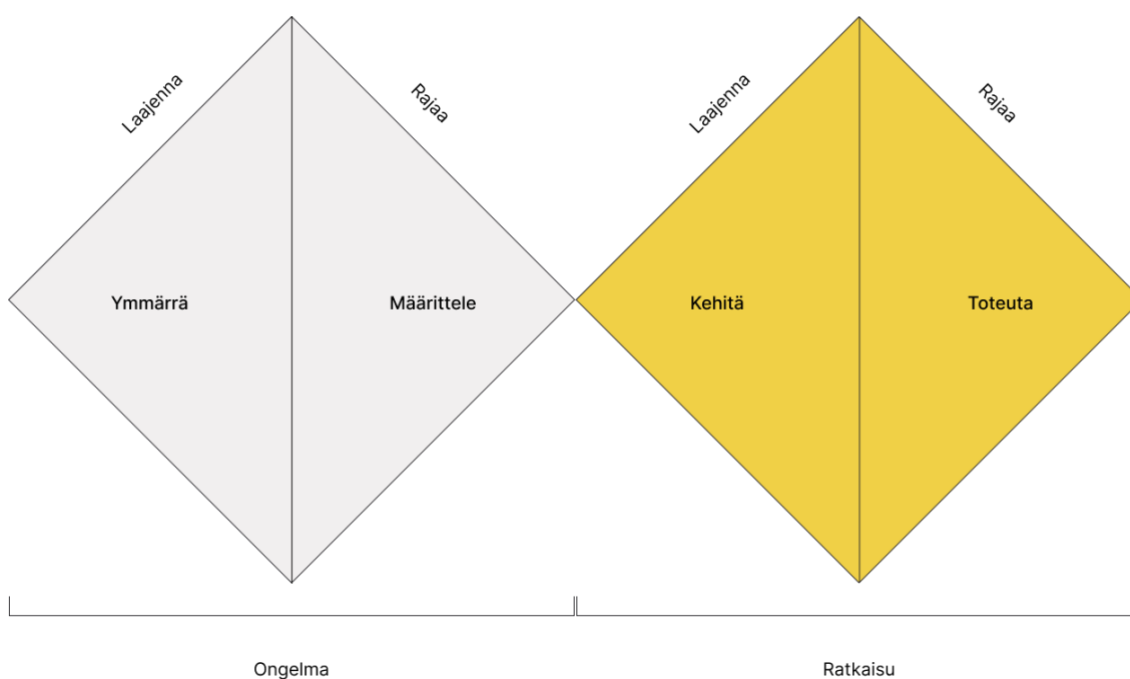 Laajenna
Rajaa
Laajenna
Rajaa
Ymmärrä
Määrittele
Kehitä
Toteuta
Ongelma
Ratkaisu